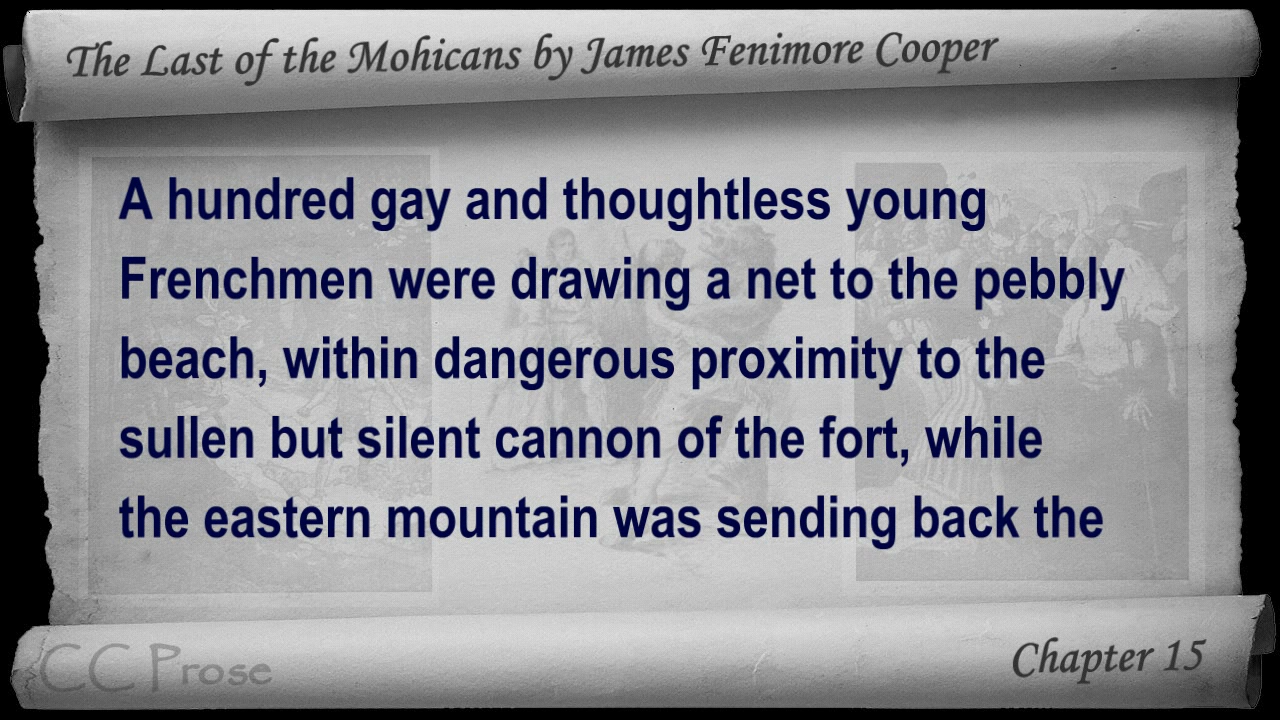 The Last of the Mohicans by James Fenimore Cooper
A hundred gay and thoughtless young
Frenchmen were drawing a net to the pebbly
beach, within dangerous proximity to the
sullen but silent cannon of the fort, while
the eastern mountain was sending back the
CC Prose
Chapter 15